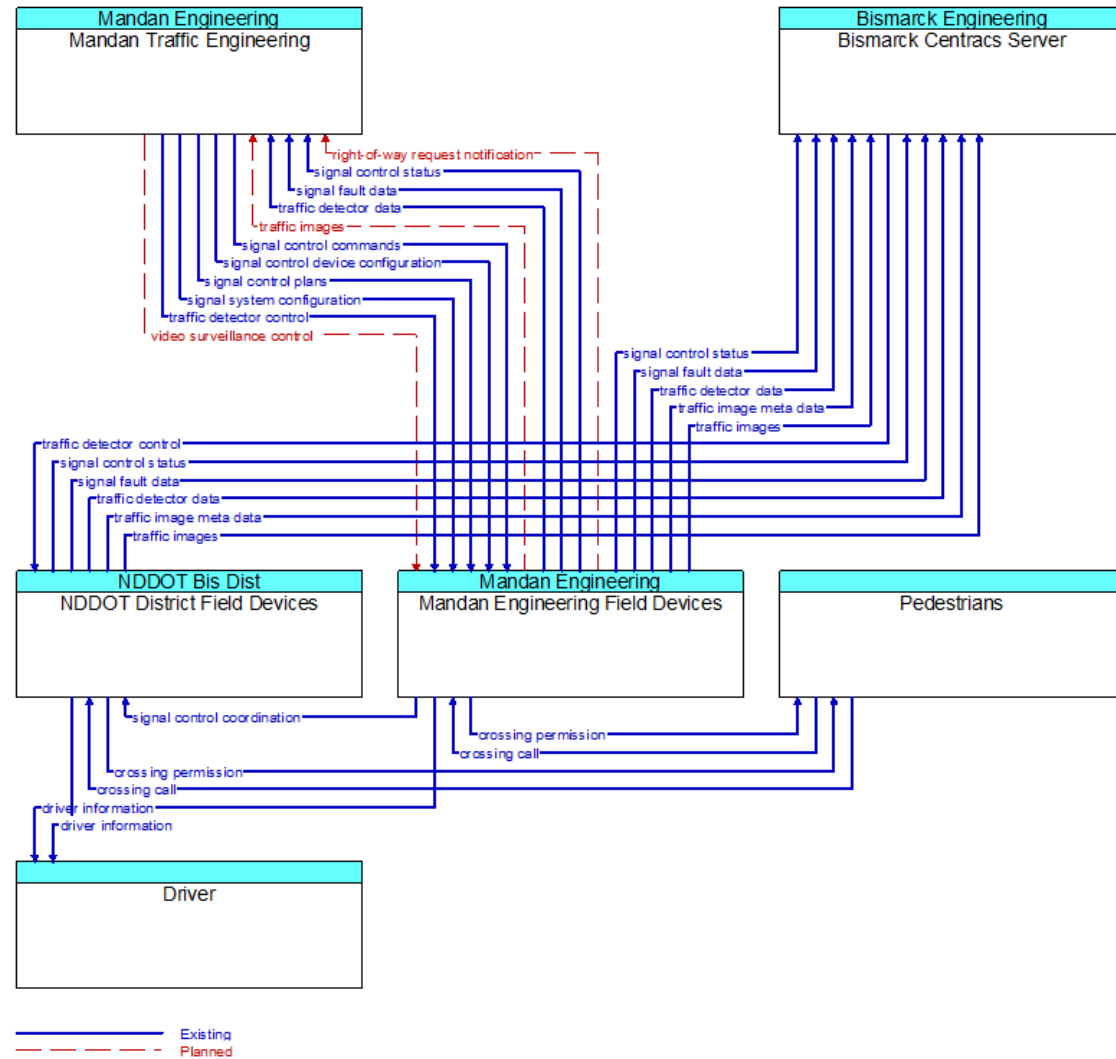 Mandan Engineering
Mandan Traffic Engineering
Bismarck Engineering
Bismarck Centracs Server
right-of-way request notification
signal control status
signal fault data
traffic detector data
traffic images
signal control commands
signal control device configuration
signal control plans
signal system configuration
traffic detector control
video surveillance control
signal control status
signal fault data
traffic detector data
traffic image meta data
traffic images
traffic detector control
signal control status
signal fault data
traffic detector data
traffic image meta data
traffic images
NDDOT Bis Dist
NDDOT District Field Devices
Mandan Engineering
Mandan Engineering Field Devices
Pedestrians
signal control coordination
crossing permission
crossing call
crossing permission
crossing call
driver information
driver information
Driver
Existing
Planned